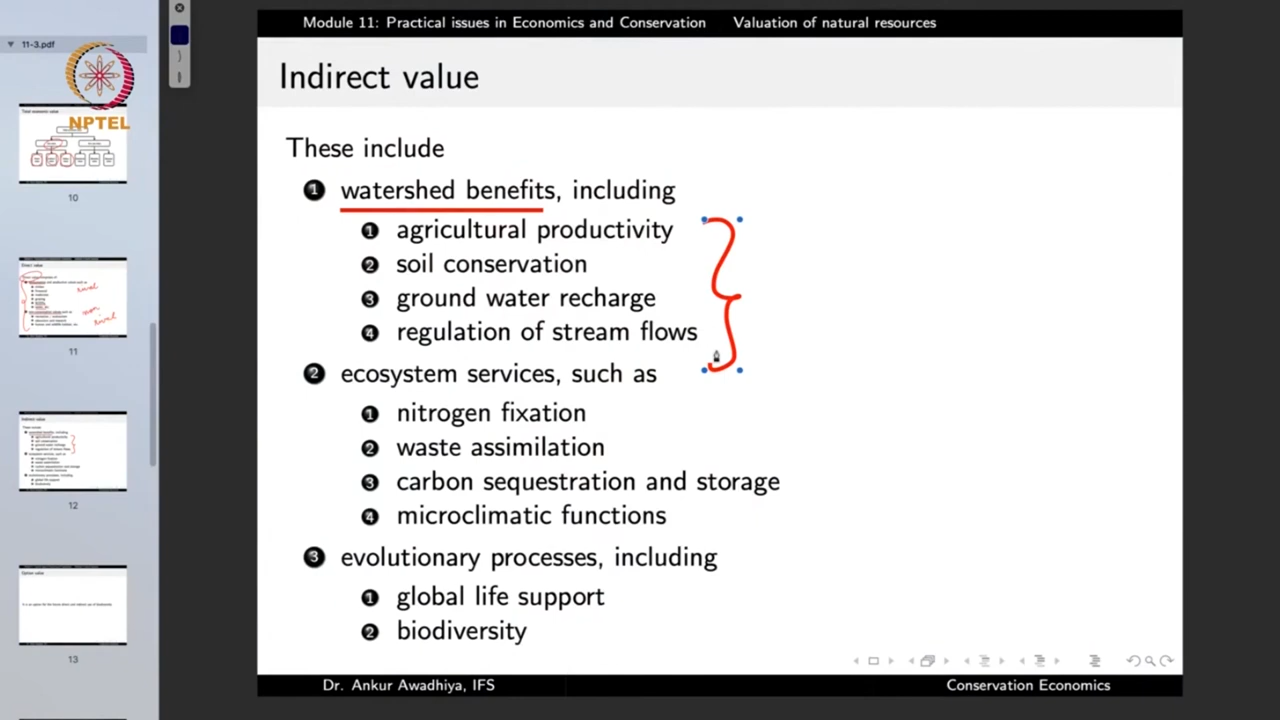 Module 11: Practical issues in Economics and Conservation Valuation of natural resources
11-3.pdf
NPTEL
Indirect value
These include
1 watershed benefits, including
1 agricultural productivity
2 soil conservation
3 ground water recharge
4 regulation of stream flows
2 ecosystem services, such as
1 nitrogen fixation
2 waste assimilation
3 carbon sequestration and storage
4 microclimatic functions
3 evolutionary processes, including
1 global life support
2 biodiversity
Dr. Ankur Awadhiya, IFS Conservation Economics
10
11
12
13